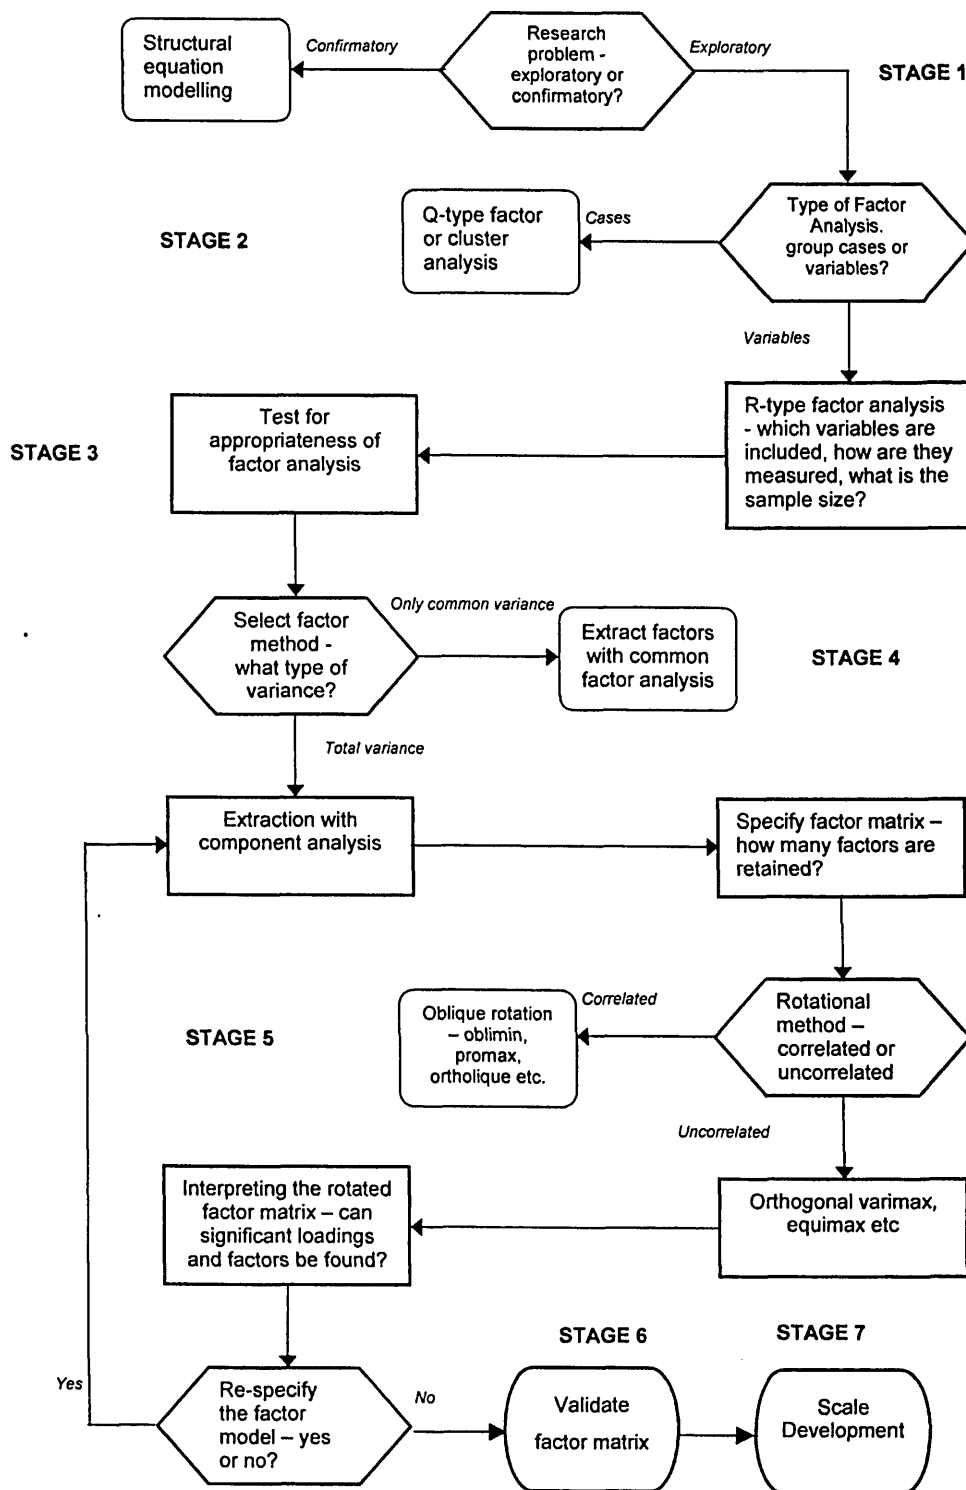 Structural
equation
modelling
Confirmatory
Research
problem -
exploratory or
confirmatory?
Exploratory
STAGE 1
STAGE 2
Q-type factor
or cluster
analysis
Cases
Type of Factor
Analysis.
group cases or
variables?
Variables
STAGE 3
Test for
appropriateness of
factor analysis
R-type factor analysis
- which variables are
included, how are they
measured, what is the
sample size?
Select factor
method -
what type of
variance?
Only common variance
Extract factors
with common
factor analysis
STAGE 4
Total variance
Extraction with
component analysis
Specify factor matrix –
how many factors are
retained?
STAGE 5
Oblique rotation
– oblimin,
promax,
ortholique etc.
Correlated
Rotational
method –
correlated or
uncorrelated
Uncorrelated
Interpreting the rotated
factor matrix – can
significant loadings
and factors be found?
Orthogonal varimax,
equimax etc
STAGE 6
STAGE 7
Yes
Re-specify
the factor
model – yes
or no?
No
Validate
factor matrix
Scale
Development